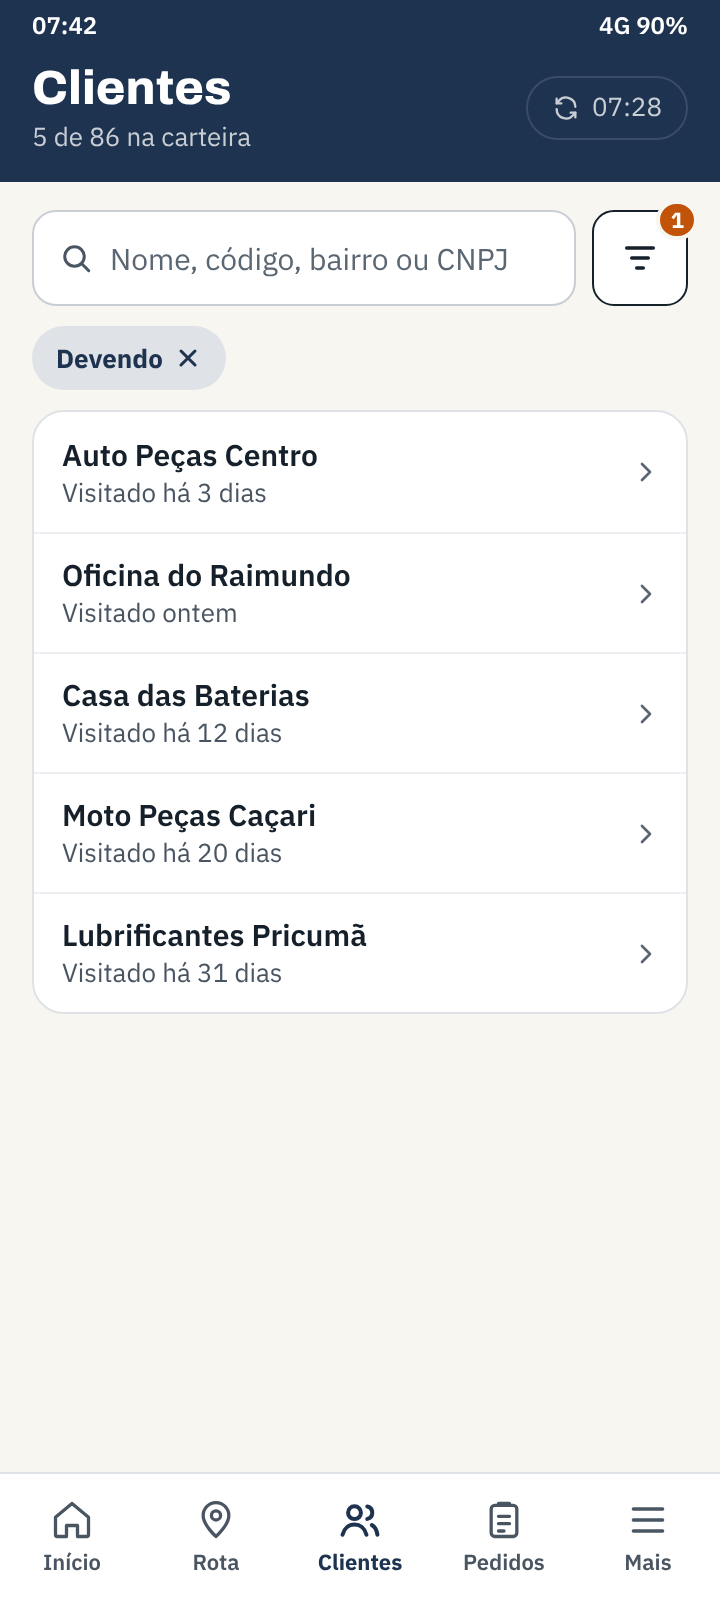 07:42
4G 90%
Clientes
5 de 86 na carteira
07:28
Nome, código, bairro ou CNPJ
1
Devendo
Auto Peças Centro
Visitado há 3 dias
Oficina do Raimundo
Visitado ontem
Casa das Baterias
Visitado há 12 dias
Moto Peças Caçari
Visitado há 20 dias
Lubrificantes Pricumã
Visitado há 31 dias
Início
Rota
Clientes
Pedidos
Mais